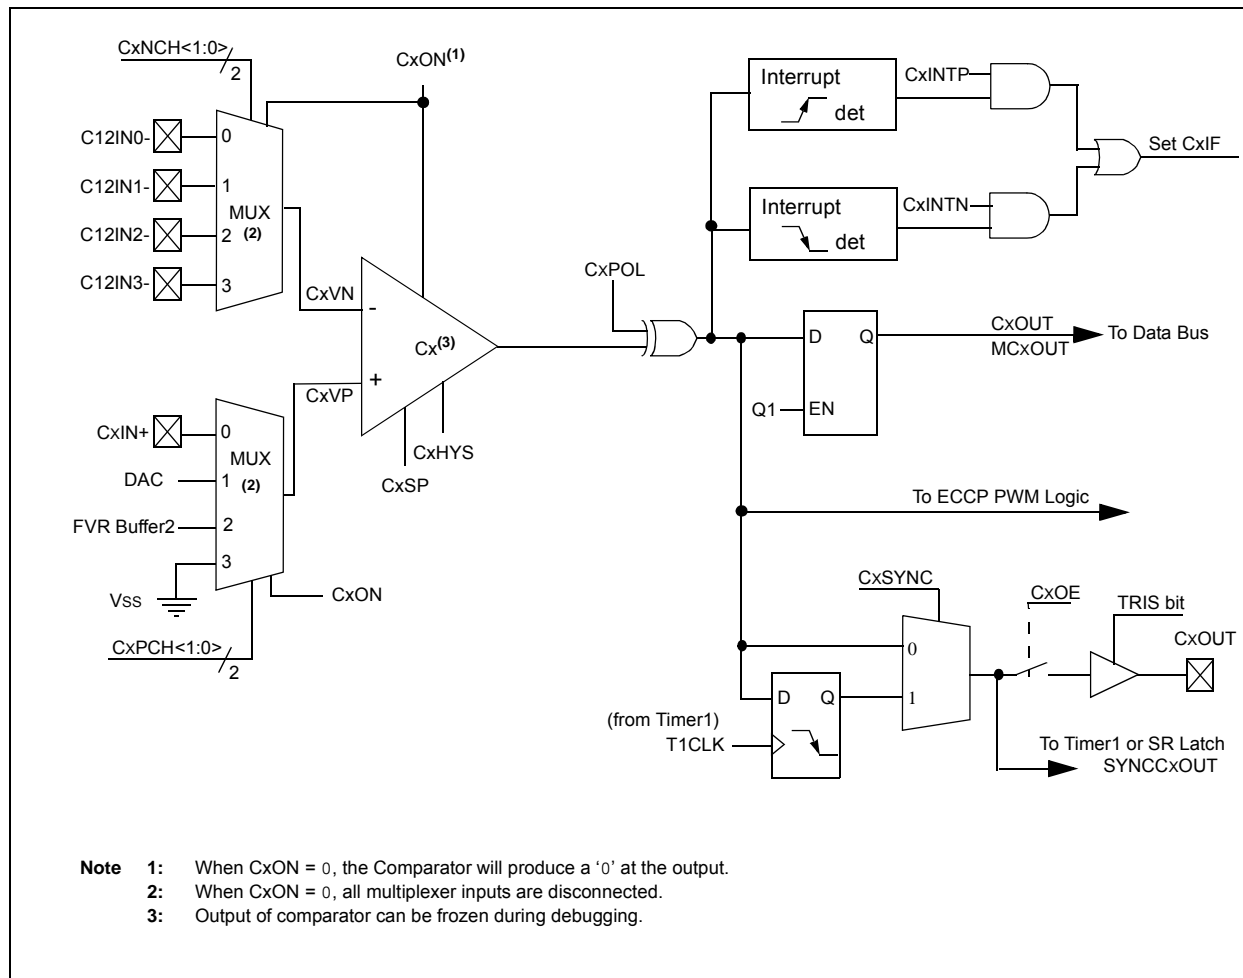 CxNCH<1:0>
2
CxON(1)
C12IN0-
0
C12IN1-
1
MUX
(2)
C12IN2-
2
C12IN3-
3
CxVN
-
Cx(3)
+
CxVP
CxHYS
CxSP
CxIN+
0
MUX
(2)
DAC
1
FVR Buffer2
2
3
VSS
CxON
CxPCH<1:0>
2
CxPOL
Interrupt
det
CxINTP
Interrupt
det
CxINTN
Set CxIF
D
Q
Q1
EN
CxOUT
MCxOUT
To Data Bus
To ECCP PWM Logic
CxSYNC
0
1
D
Q
(from Timer1)
T1CLK
CxOE
TRIS bit
CxOUT
To Timer1 or SR Latch
SYNCCxOUT
Note 1: When CxON = 0, the Comparator will produce a ‘0’ at the output.
2: When CxON = 0, all multiplexer inputs are disconnected.
3: Output of comparator can be frozen during debugging.